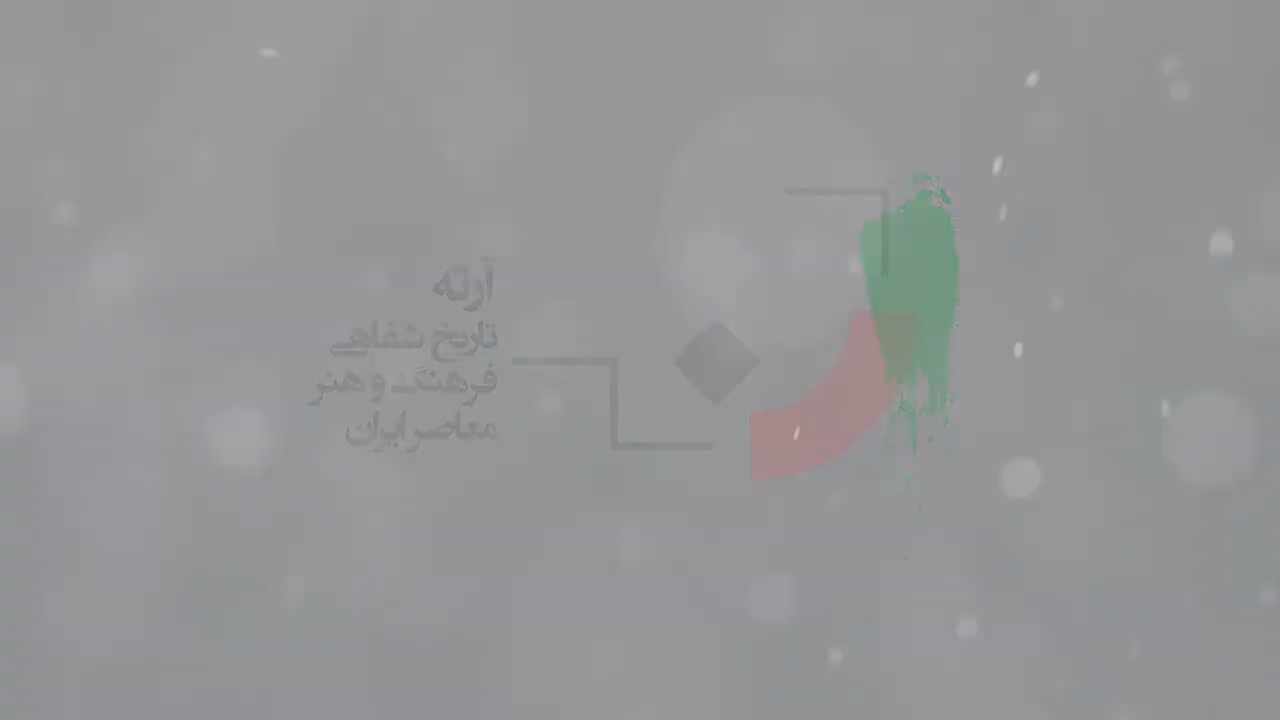 آرته
تاریخ شفاهی
فرهنگ و هنر
معاصر ایران